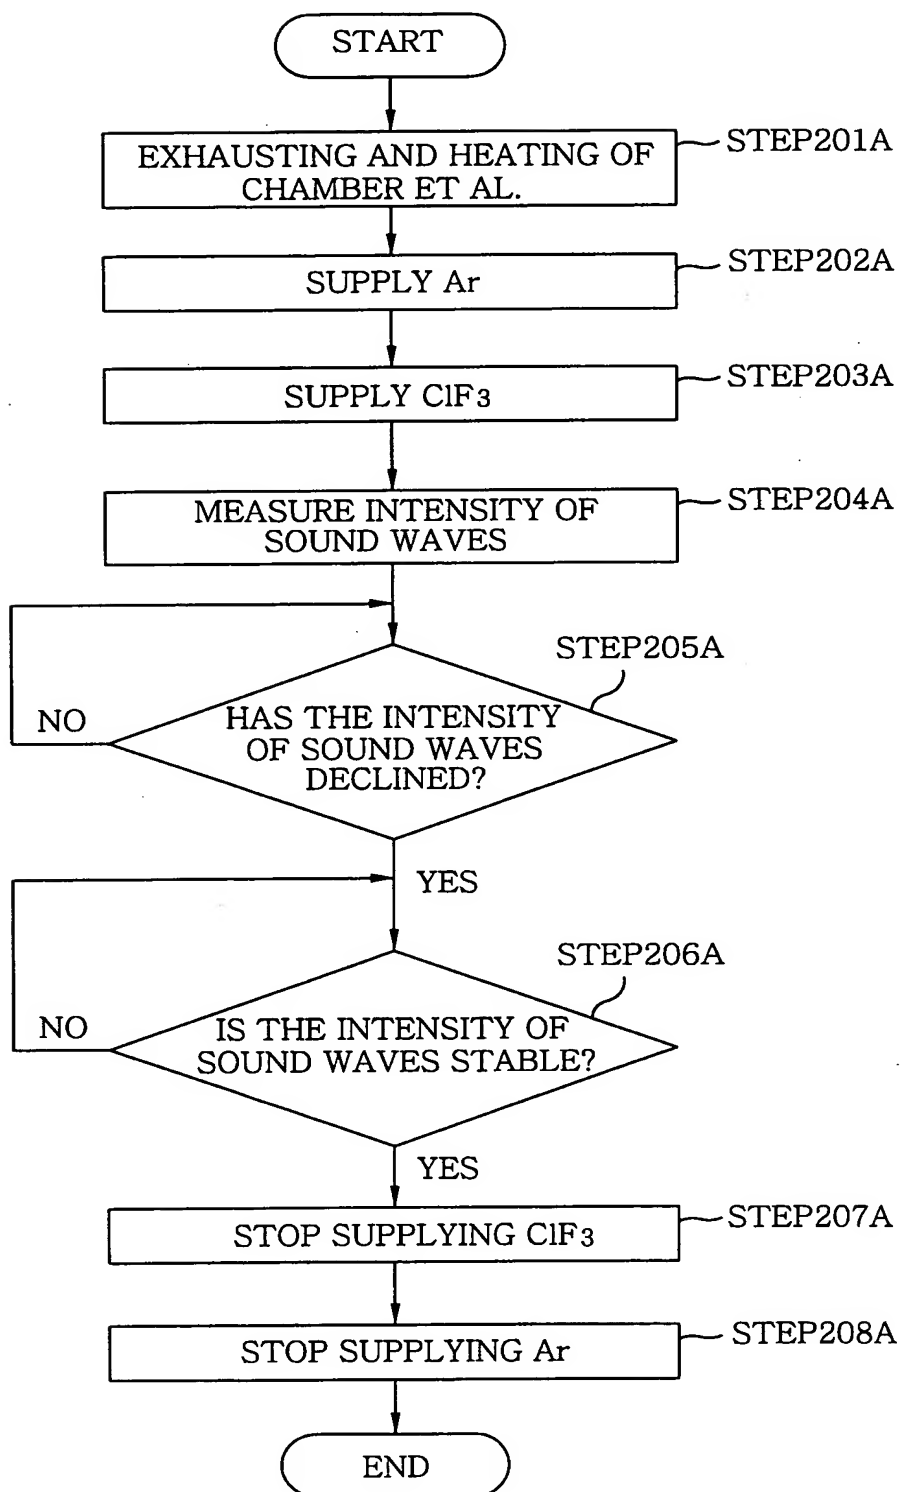 START
EXHAUSTING AND HEATING OF
CHAMBER ET AL.
STEP201A
SUPPLY Ar
STEP202A
SUPPLY ClF3
STEP203A
MEASURE INTENSITY OF
SOUND WAVES
STEP204A
STEP205A
NO
HAS THE INTENSITY
OF SOUND WAVES
DECLINED?
YES
STEP206A
NO
IS THE INTENSITY OF
SOUND WAVES STABLE?
YES
STOP SUPPLYING ClF3
STEP207A
STOP SUPPLYING Ar
STEP208A
END